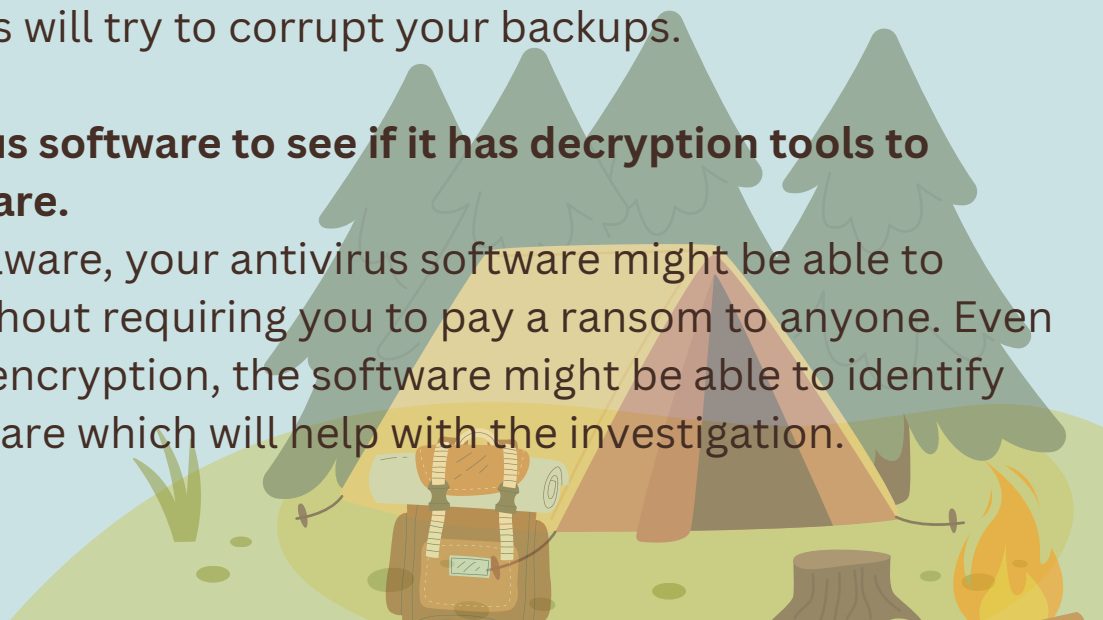 s will try to corrupt your backups.
us software to see if it has decryption tools to
are.
ware, your antivirus software might be able to
hout requiring you to pay a ransom to anyone. Even
encryption, the software might be able to identify
are which will help with the investigation.